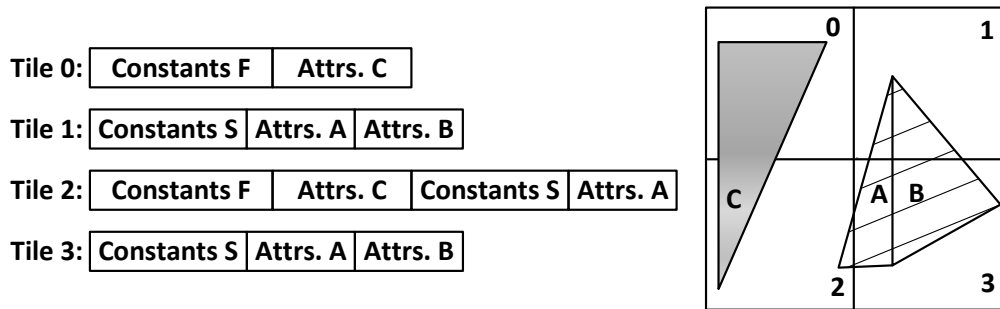 Tile 0: Constants F Attrs. C
Tile 1: Constants S Attrs. A Attrs. B
Tile 2: Constants F Attrs. C Constants S Attrs. A
Tile 3: Constants S Attrs. A Attrs. B
0 1
C A B
2 3